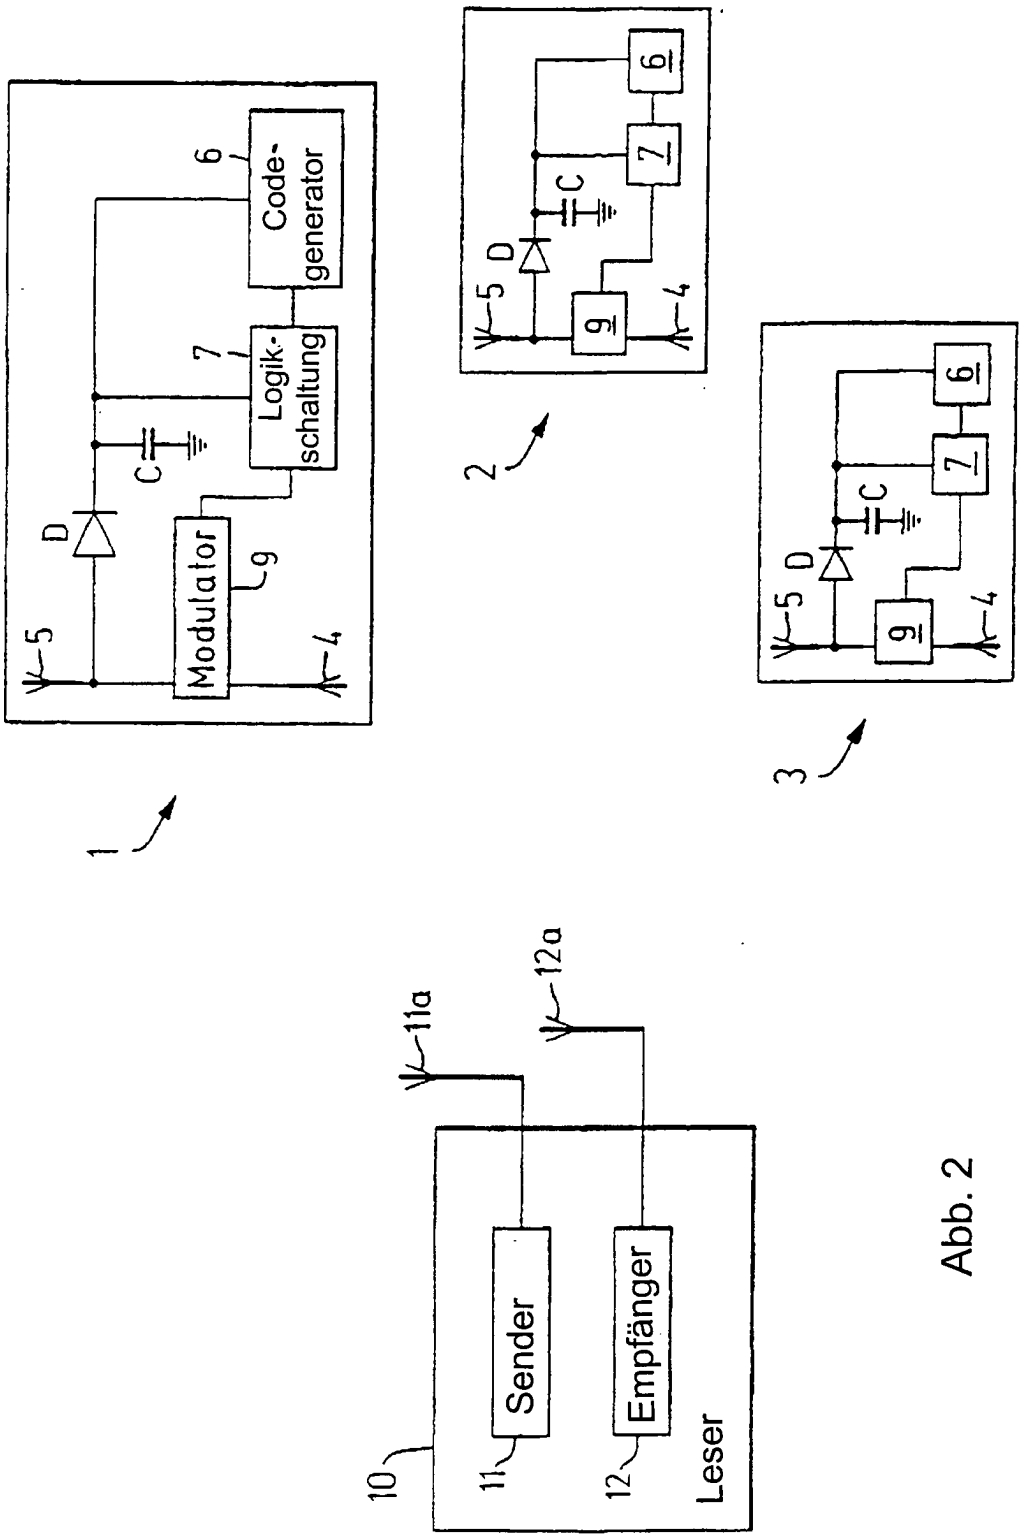 10
11
Sender
11a
12
Empfänger
12a
Leser
1
5
D
C
Modulator
9
4
7
Logik-
schaltung
6
Code-
generator
2
5
D
C
9
4
7
6
3
5
D
C
9
4
7
6
Abb. 2